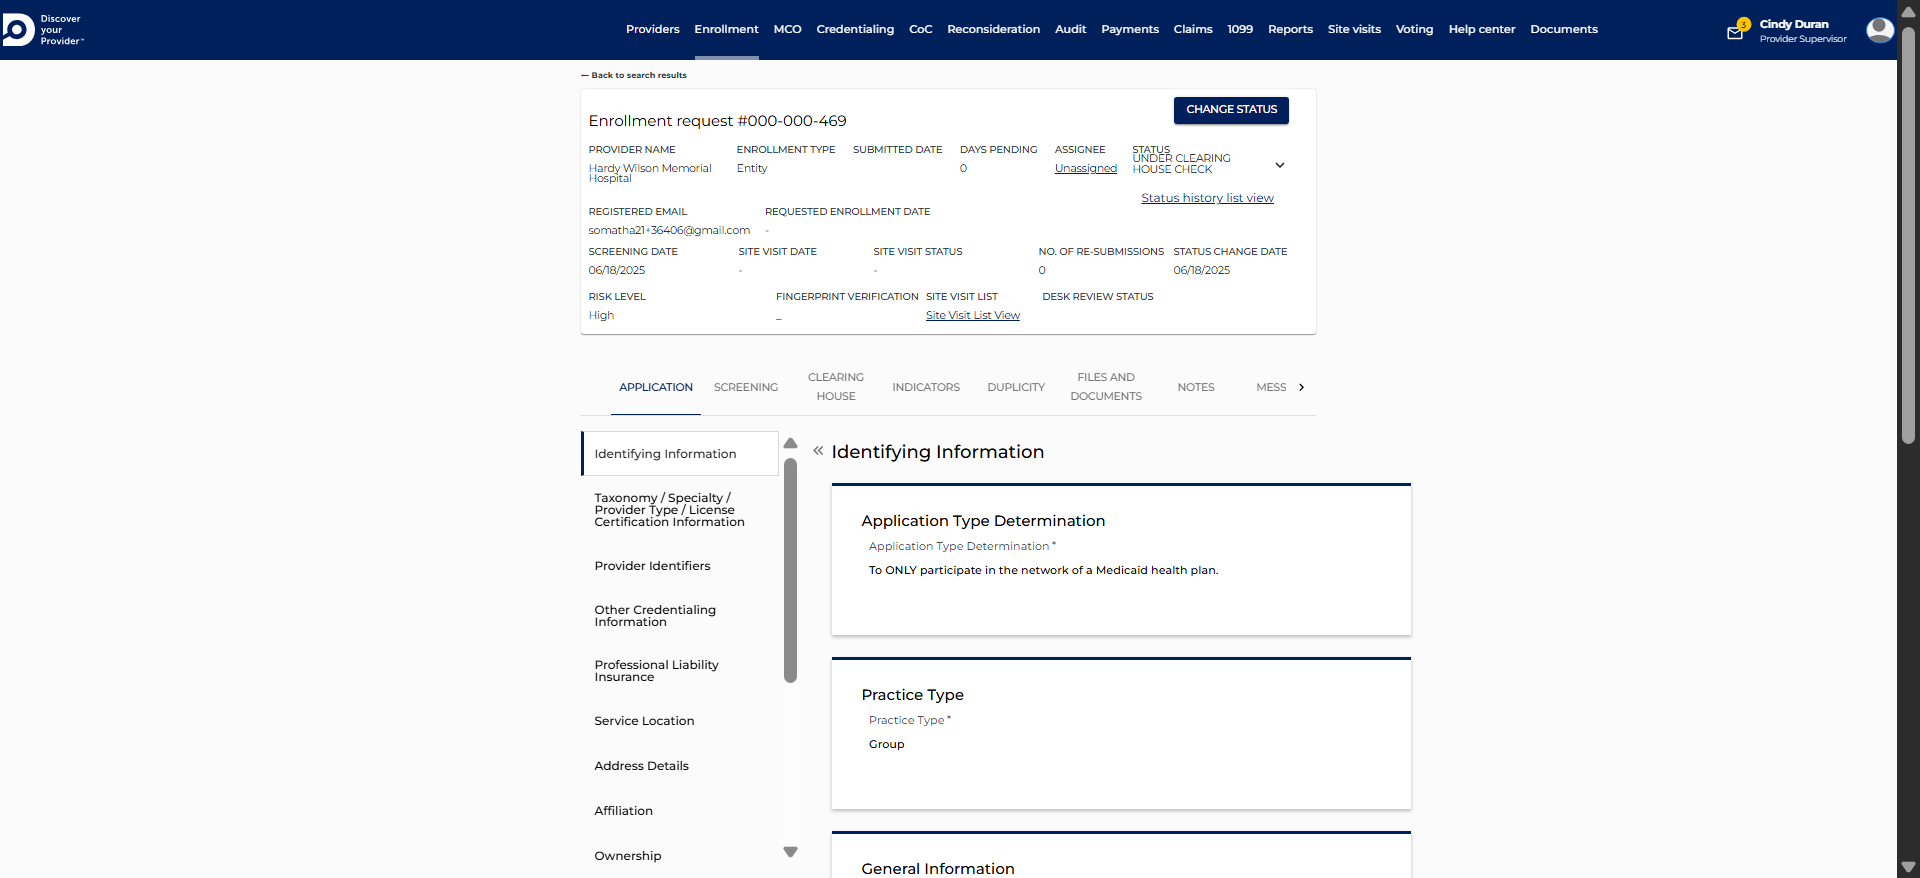 Discover
your
Provider™
Providers Enrollment MCO Credentialing CoC Reconsideration Audit Payments Claims 1099 Reports Site visits Voting Help center Documents
3
Cindy Duran
Provider Supervisor
← Back to search results
Enrollment request #000-000-469
CHANGE STATUS
PROVIDER NAME ENROLLMENT TYPE SUBMITTED DATE DAYS PENDING ASSIGNEE STATUS
Hardy Wilson Memorial
Hospital
Entity
0
Unassigned
UNDER CLEARING
HOUSE CHECK
Status history list view
REGISTERED EMAIL REQUESTED ENROLLMENT DATE
somatha21+36406@gmail.com -
SCREENING DATE SITE VISIT DATE SITE VISIT STATUS NO. OF RE-SUBMISSIONS STATUS CHANGE DATE
06/18/2025 - - 0 06/18/2025
RISK LEVEL FINGERPRINT VERIFICATION SITE VISIT LIST DESK REVIEW STATUS
High _ Site Visit List View
APPLICATION SCREENING
CLEARING
HOUSE
INDICATORS DUPLICITY
FILES AND
DOCUMENTS
NOTES MESS
Identifying Information
Taxonomy / Specialty /
Provider Type / License
Certification Information
Provider Identifiers
Other Credentialing
Information
Professional Liability
Insurance
Service Location
Address Details
Affiliation
Ownership
« Identifying Information
Application Type Determination
Application Type Determination *
To ONLY participate in the network of a Medicaid health plan.
Practice Type
Practice Type *
Group
General Information